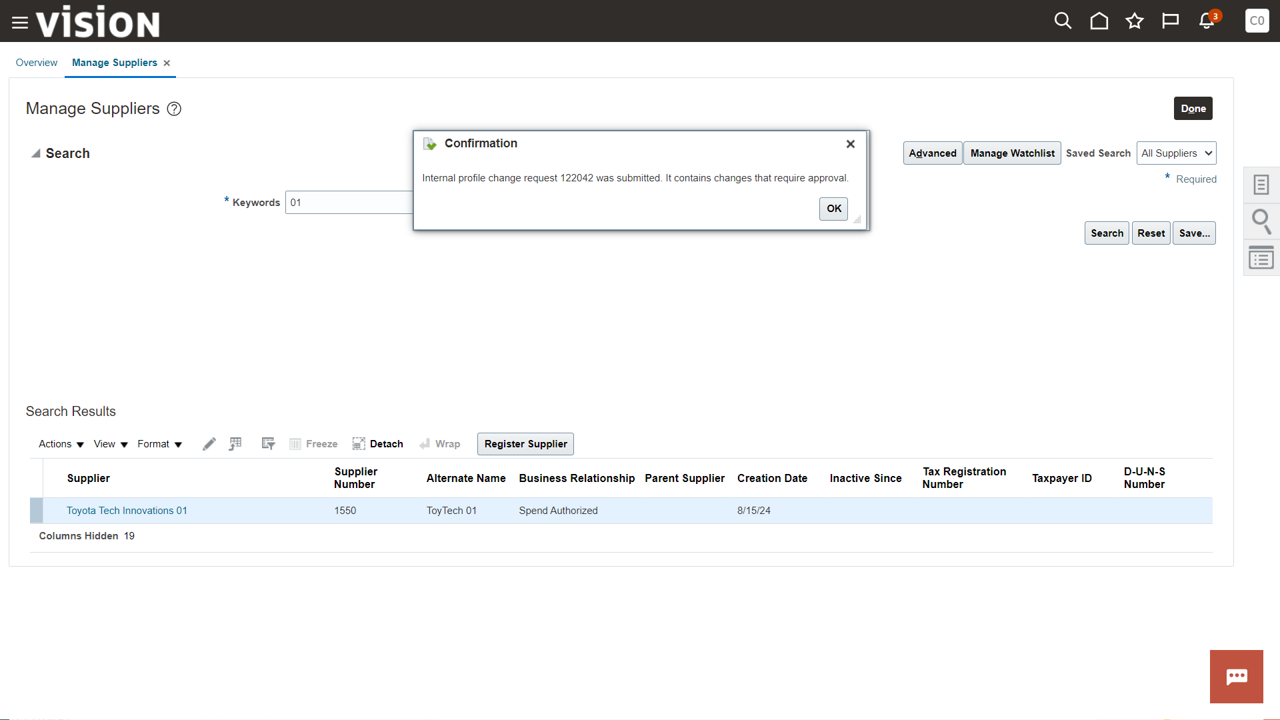 vision
3
CO
Overview
Manage Suppliers ×
Manage Suppliers ?
Done
Confirmation
Internal profile change request 122042 was submitted. It contains changes that require approval.
OK
Search
Advanced
Manage Watchlist
Saved Search
All Suppliers
* Required
* Keywords
01
Search
Reset
Save...
Search Results
Actions
View
Format
Freeze
Detach
Wrap
Register Supplier
Supplier
Supplier Number
Alternate Name
Business Relationship
Parent Supplier
Creation Date
Inactive Since
Tax Registration Number
Taxpayer ID
D-U-N-S Number
Toyota Tech Innovations 01
1550
ToyTech 01
Spend Authorized
8/15/24
Columns Hidden 19